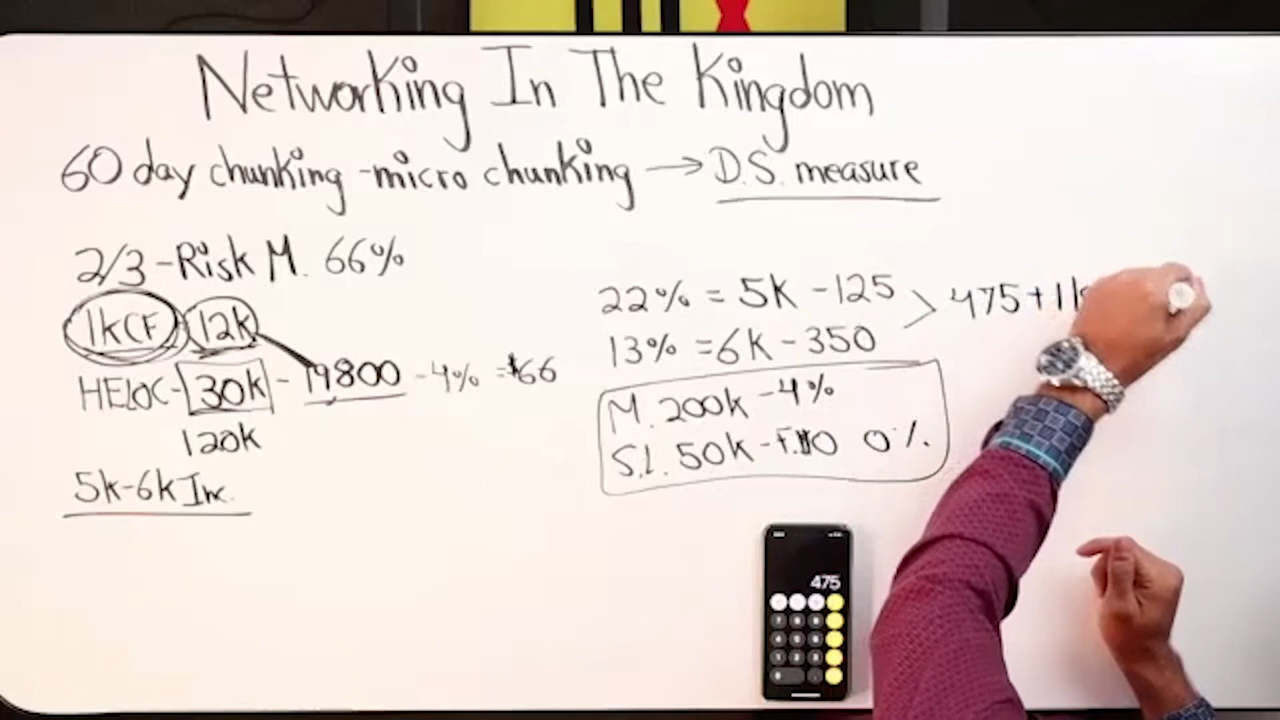 Networking In The Kingdom
60 day chunking - micro chunking → D.S. measure
2/3 - Risk M. 66%
1k CF 12k
HELOC - 30k - 19800 - 4% = $66
120k
5k-6k Inc.
22% = 5k - 125
13% = 6k - 350
> 475 + 1k
M. 200k - 4%
S.L. 50k - 0%.
475